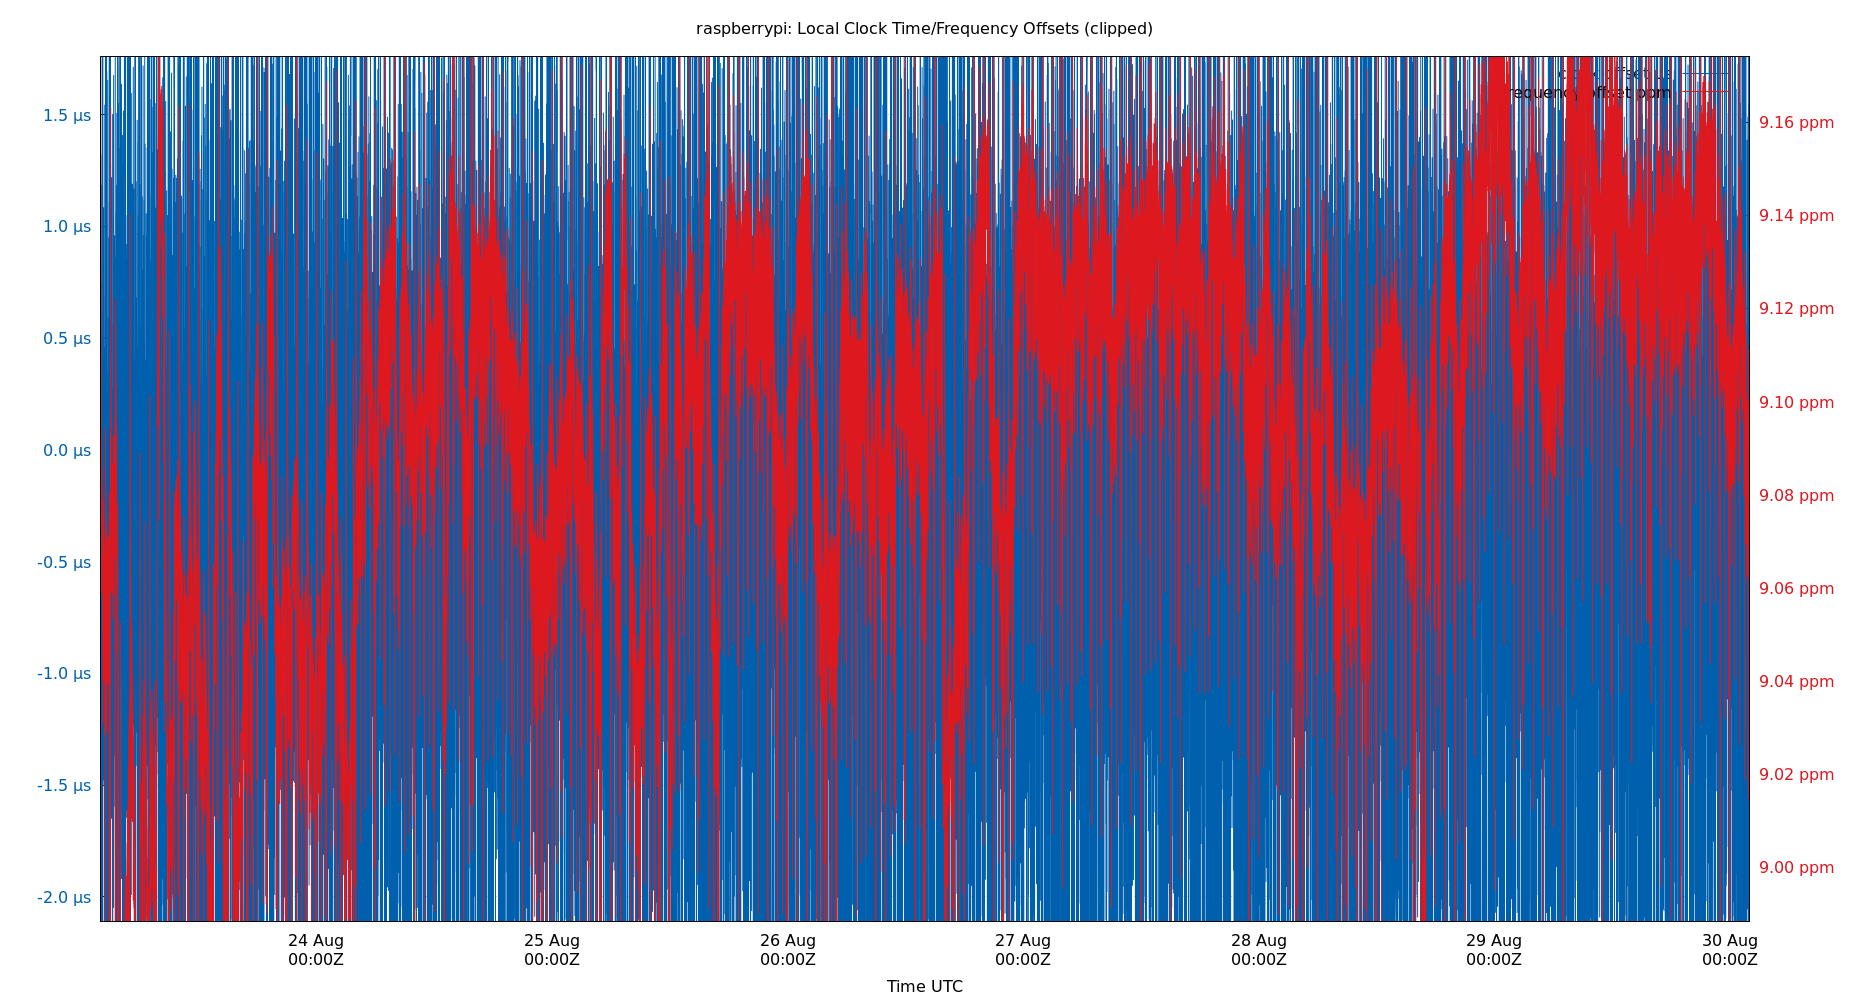 raspberrypi: Local Clock Time/Frequency Offsets (clipped)
offset
frequency offset ppm
1.5 µs
1.0 µs
0.5 µs
0.0 µs
-0.5 µs
-1.0 µs
-1.5 µs
-2.0 µs
9.16 ppm
9.14 ppm
9.12 ppm
9.10 ppm
9.08 ppm
9.06 ppm
9.04 ppm
9.02 ppm
9.00 ppm
24 Aug 25 Aug 26 Aug 27 Aug 28 Aug 29 Aug 30 Aug
00:00Z 00:00Z 00:00Z 00:00Z 00:00Z 00:00Z 00:00Z
Time UTC